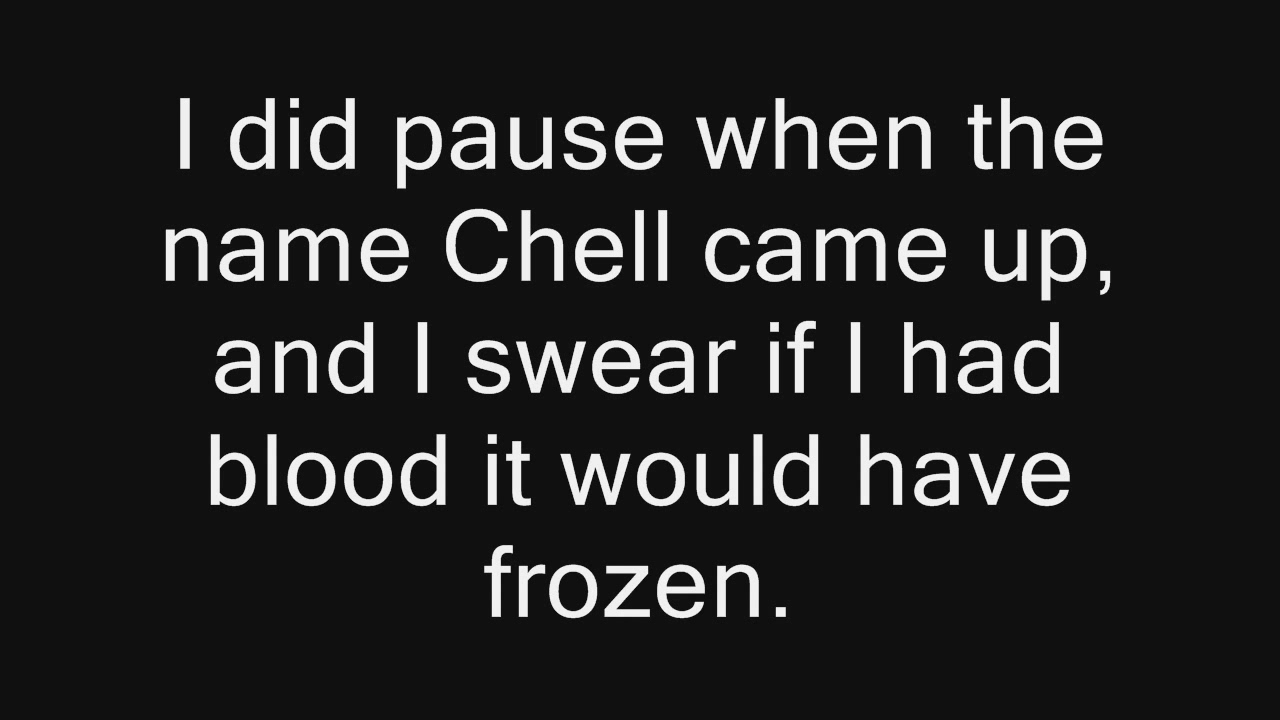 I did pause when the
name Chell came up,
and I swear if I had
blood it would have
frozen.